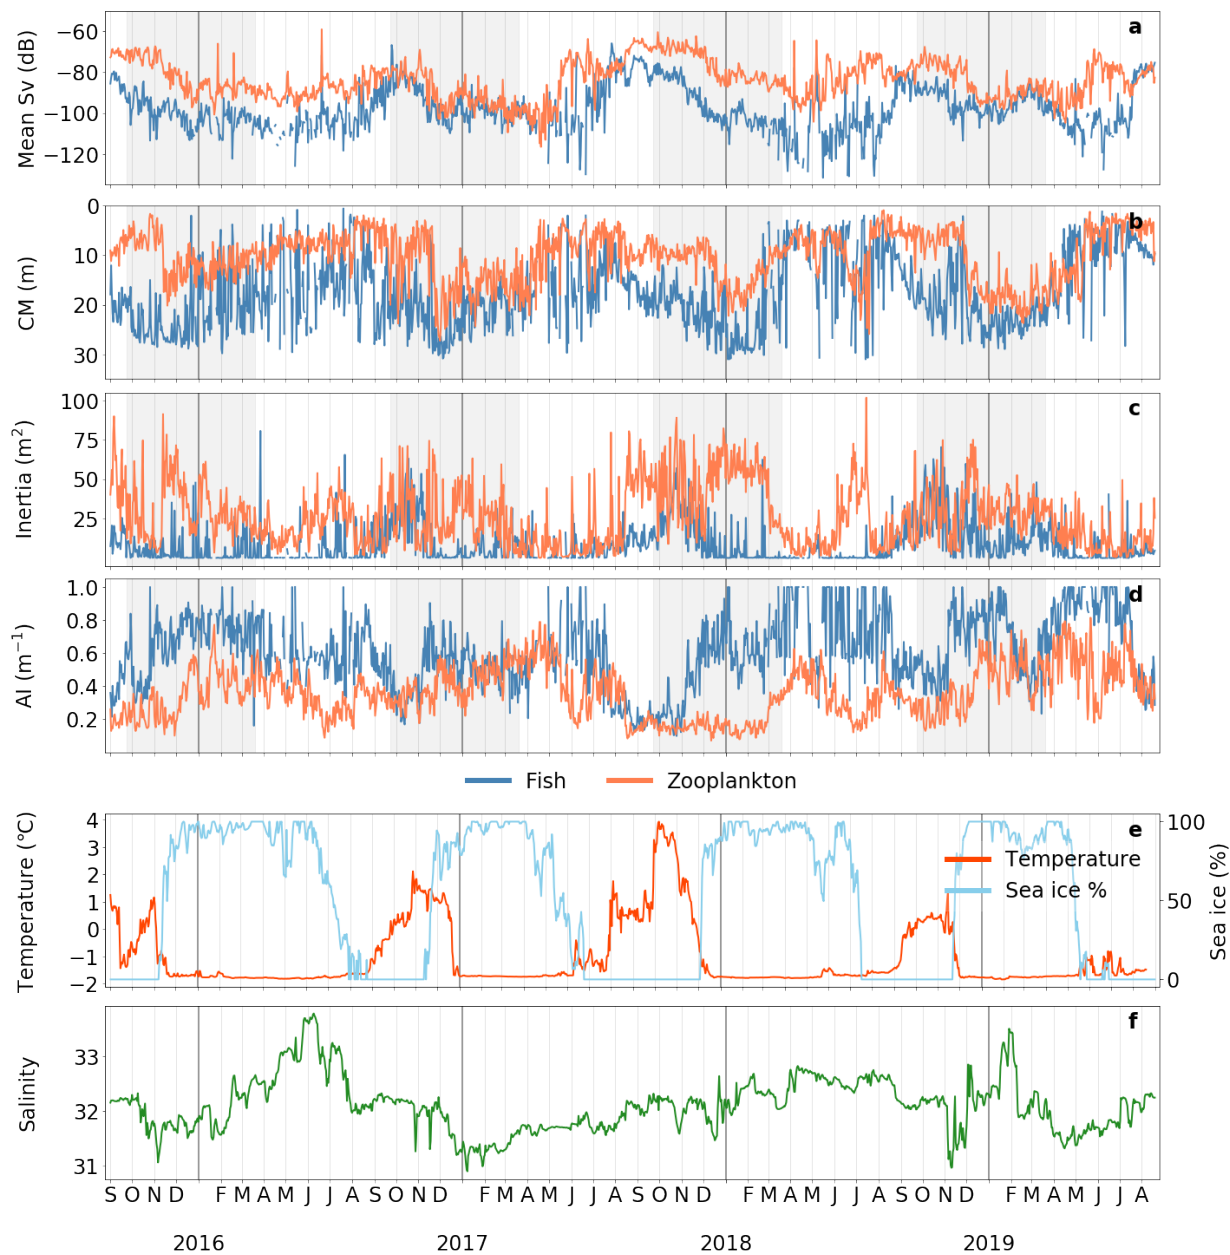 a
Mean Sv (dB)
−60
−80
−100
−120
b
CM (m)
0
10
20
30
c
Inertia (m²)
100
75
50
25
d
AI (m⁻¹)
1.0
0.8
0.6
0.4
0.2
Fish Zooplankton
e
Temperature (°C)
4
3
2
1
0
−1
−2
Temperature
Sea ice %
100
50
0
Sea ice (%)
f
Salinity
33
32
31
S O N D F M A M J J A S O N D F M A M J J A S O N D F M A M J J A S O N D F M A M J J A
2016 2017 2018 2019